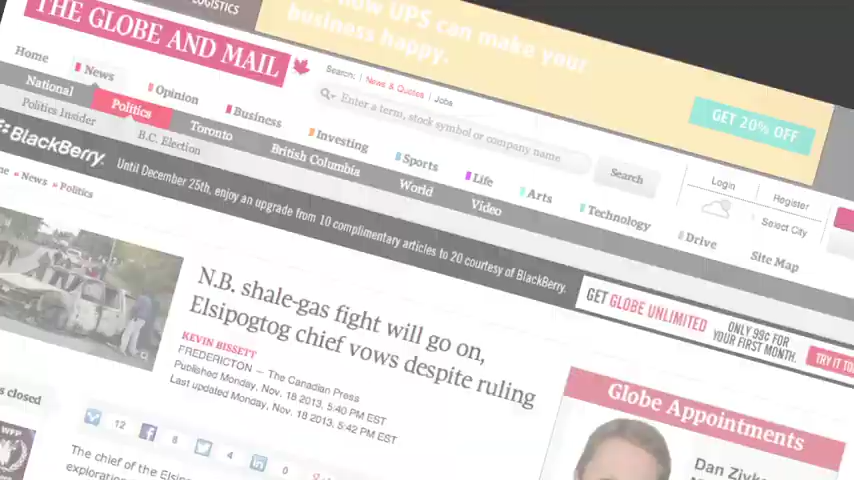 LOGISTICS
how UPS can make your
business happy.
GET 20% OFF
THE GLOBE AND MAIL
Search: | News & Quotes | Jobs
Enter a term, stock symbol or company name
Search
Login
Register
Select City
Home
News
Opinion
Business
Investing
Sports
Life
Arts
Technology
Drive
Site Map
National
Politics
Toronto
British Columbia
World
Video
Politics Insider
B.C. Election
BlackBerry. Until December 25th, enjoy an upgrade from 10 complimentary articles to 20 courtesy of BlackBerry.
» News » Politics
GET GLOBE UNLIMITED
ONLY 99¢ FOR
YOUR FIRST MONTH.
TRY IT
N.B. shale-gas fight will go on,
Elsipogtog chief vows despite ruling
KEVIN BISSETT
FREDERICTON — The Canadian Press
Published Monday, Nov. 18 2013, 5:40 PM EST
Last updated Monday, Nov. 18 2013, 5:42 PM EST
closed
WFP
12
8
4
in
0
The chief of the
Globe Appointments
Dan